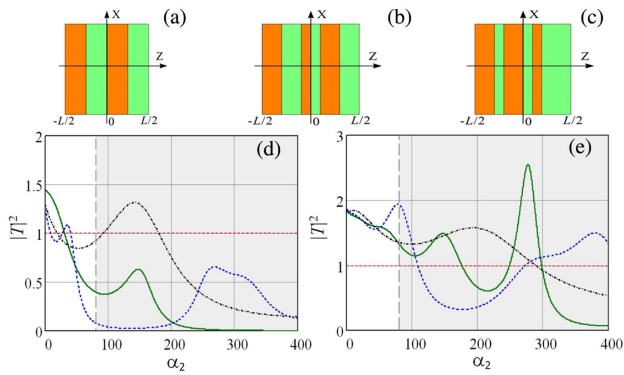 X (a) X (b) X (c)
Z Z Z
-L/2 0 L/2 -L/2 0 L/2 -L/2 0 L/2
2 (d) 3 (e)
1.5 2
1 1
0.5
0 0
|T|² |T|²
0 100 200 300 400 0 100 200 300 400
α₂ α₂